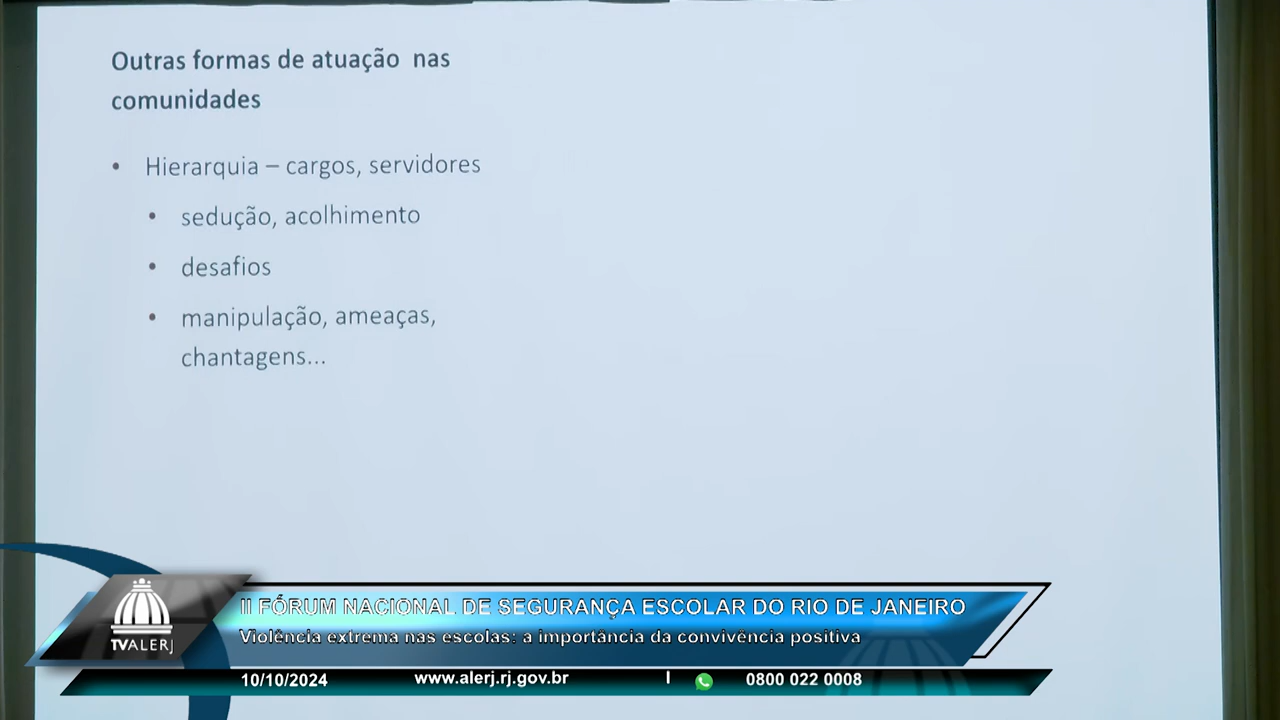 Outras formas de atuação nas
comunidades
• Hierarquia – cargos, servidores
• sedução, acolhimento
• desafios
• manipulação, ameaças,
chantagens...
II FÓRUM NACIONAL DE SEGURANÇA ESCOLAR DO RIO DE JANEIRO
Violência extrema nas escolas: a importância da convivência positiva
TVALERJ
10/10/2024 www.alerj.rj.gov.br I 0800 022 0008